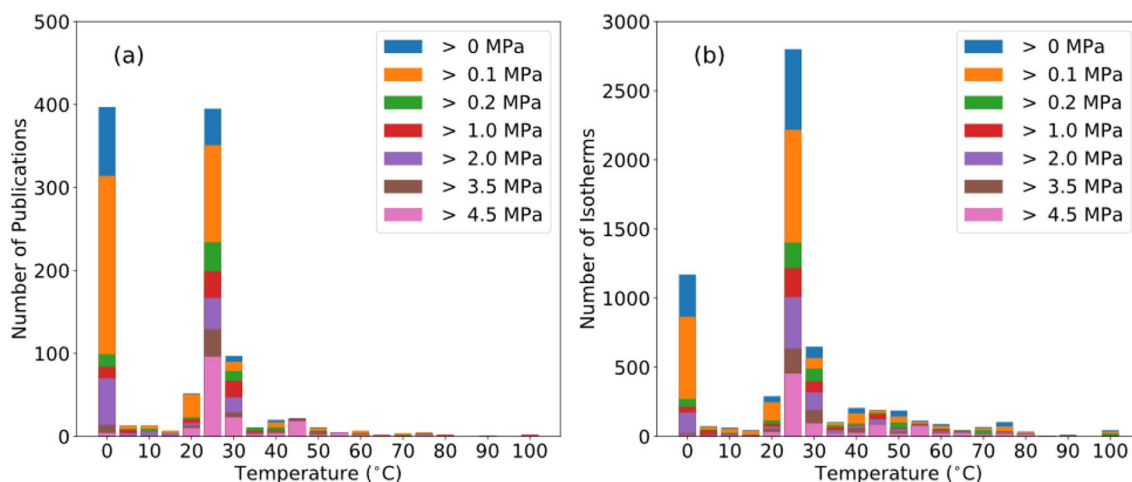 500
400
300
200
100
0
Number of Publications
(a)
> 0 MPa
> 0.1 MPa
> 0.2 MPa
> 1.0 MPa
> 2.0 MPa
> 3.5 MPa
> 4.5 MPa
0 10 20 30 40 50 60 70 80 90 100
Temperature (°C)
3000
2500
2000
1500
1000
500
0
Number of Isotherms
(b)
> 0 MPa
> 0.1 MPa
> 0.2 MPa
> 1.0 MPa
> 2.0 MPa
> 3.5 MPa
> 4.5 MPa
0 10 20 30 40 50 60 70 80 90 100
Temperature (°C)